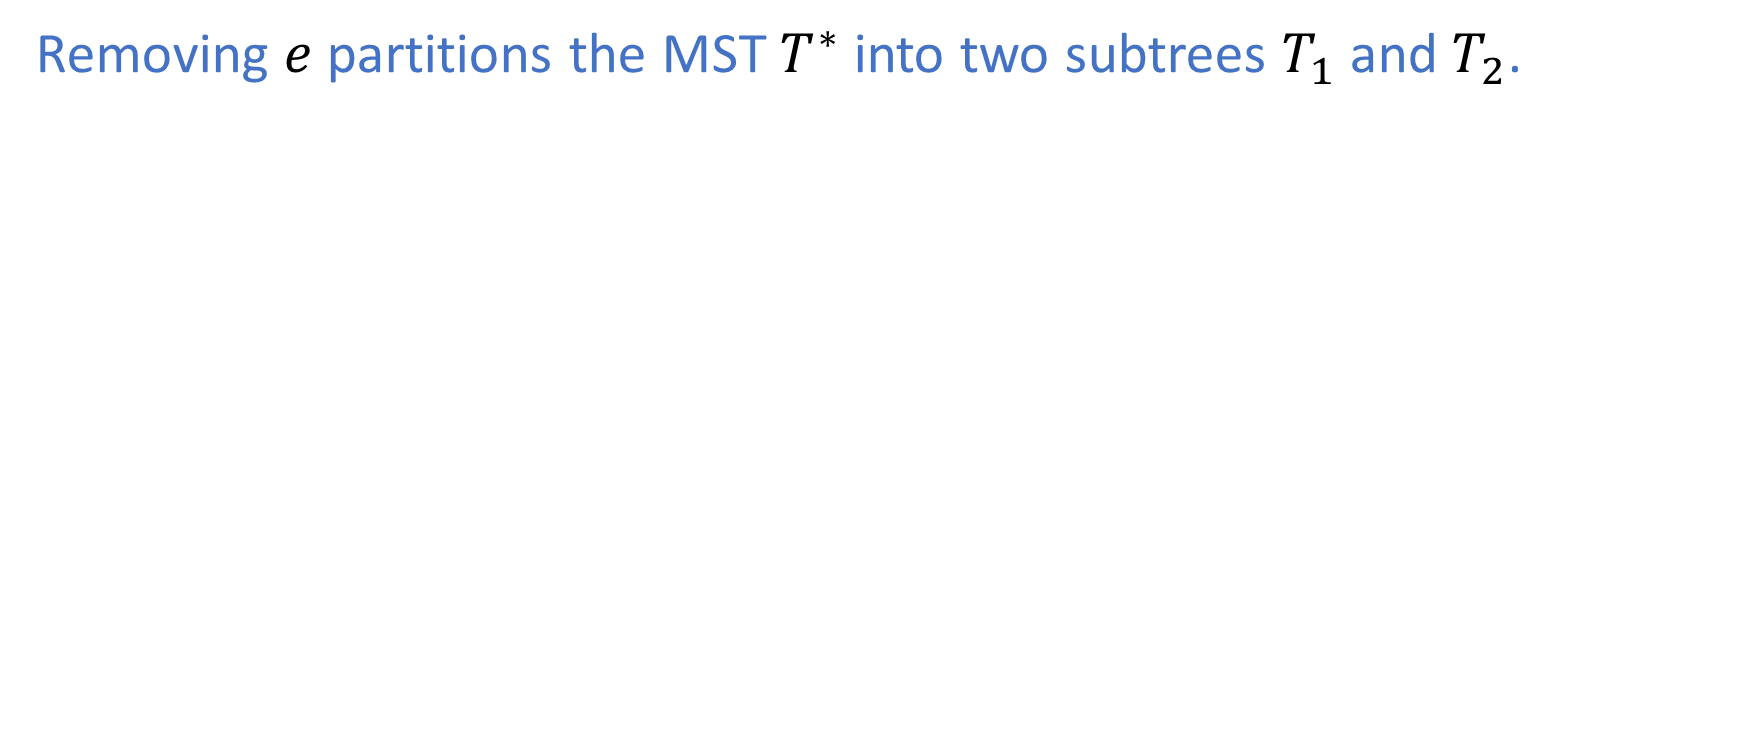 Removing 𝑒 partitions the MST 𝑇* into two subtrees 𝑇₁ and 𝑇₂.